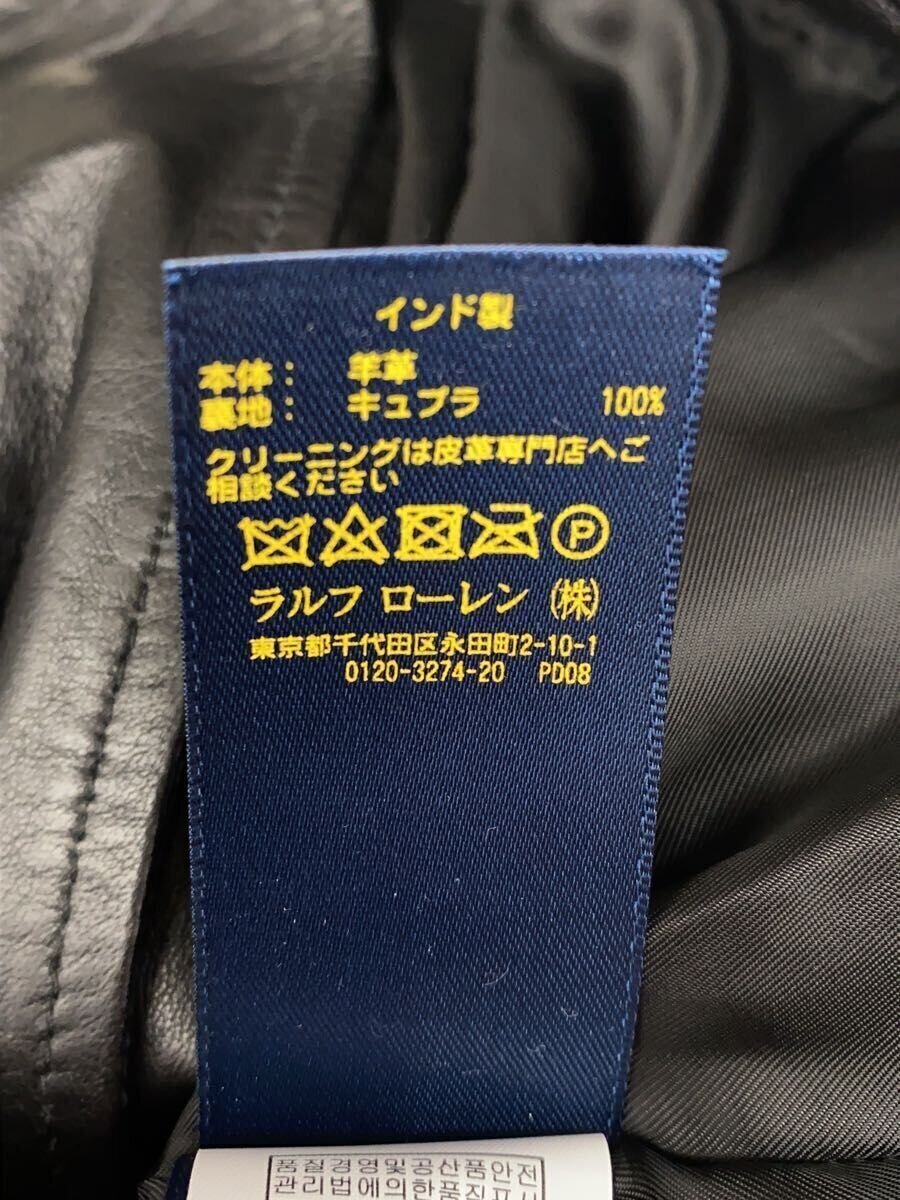 インド製
本体： 羊革
裏地： キュプラ 100%
クリーニングは皮革専門店へご
相談ください
P
ラルフ ローレン（株）
東京都千代田区永田町2-10-1
0120-3274-20 PD08
품질경영및공산품안전
관리법에의한품질표시